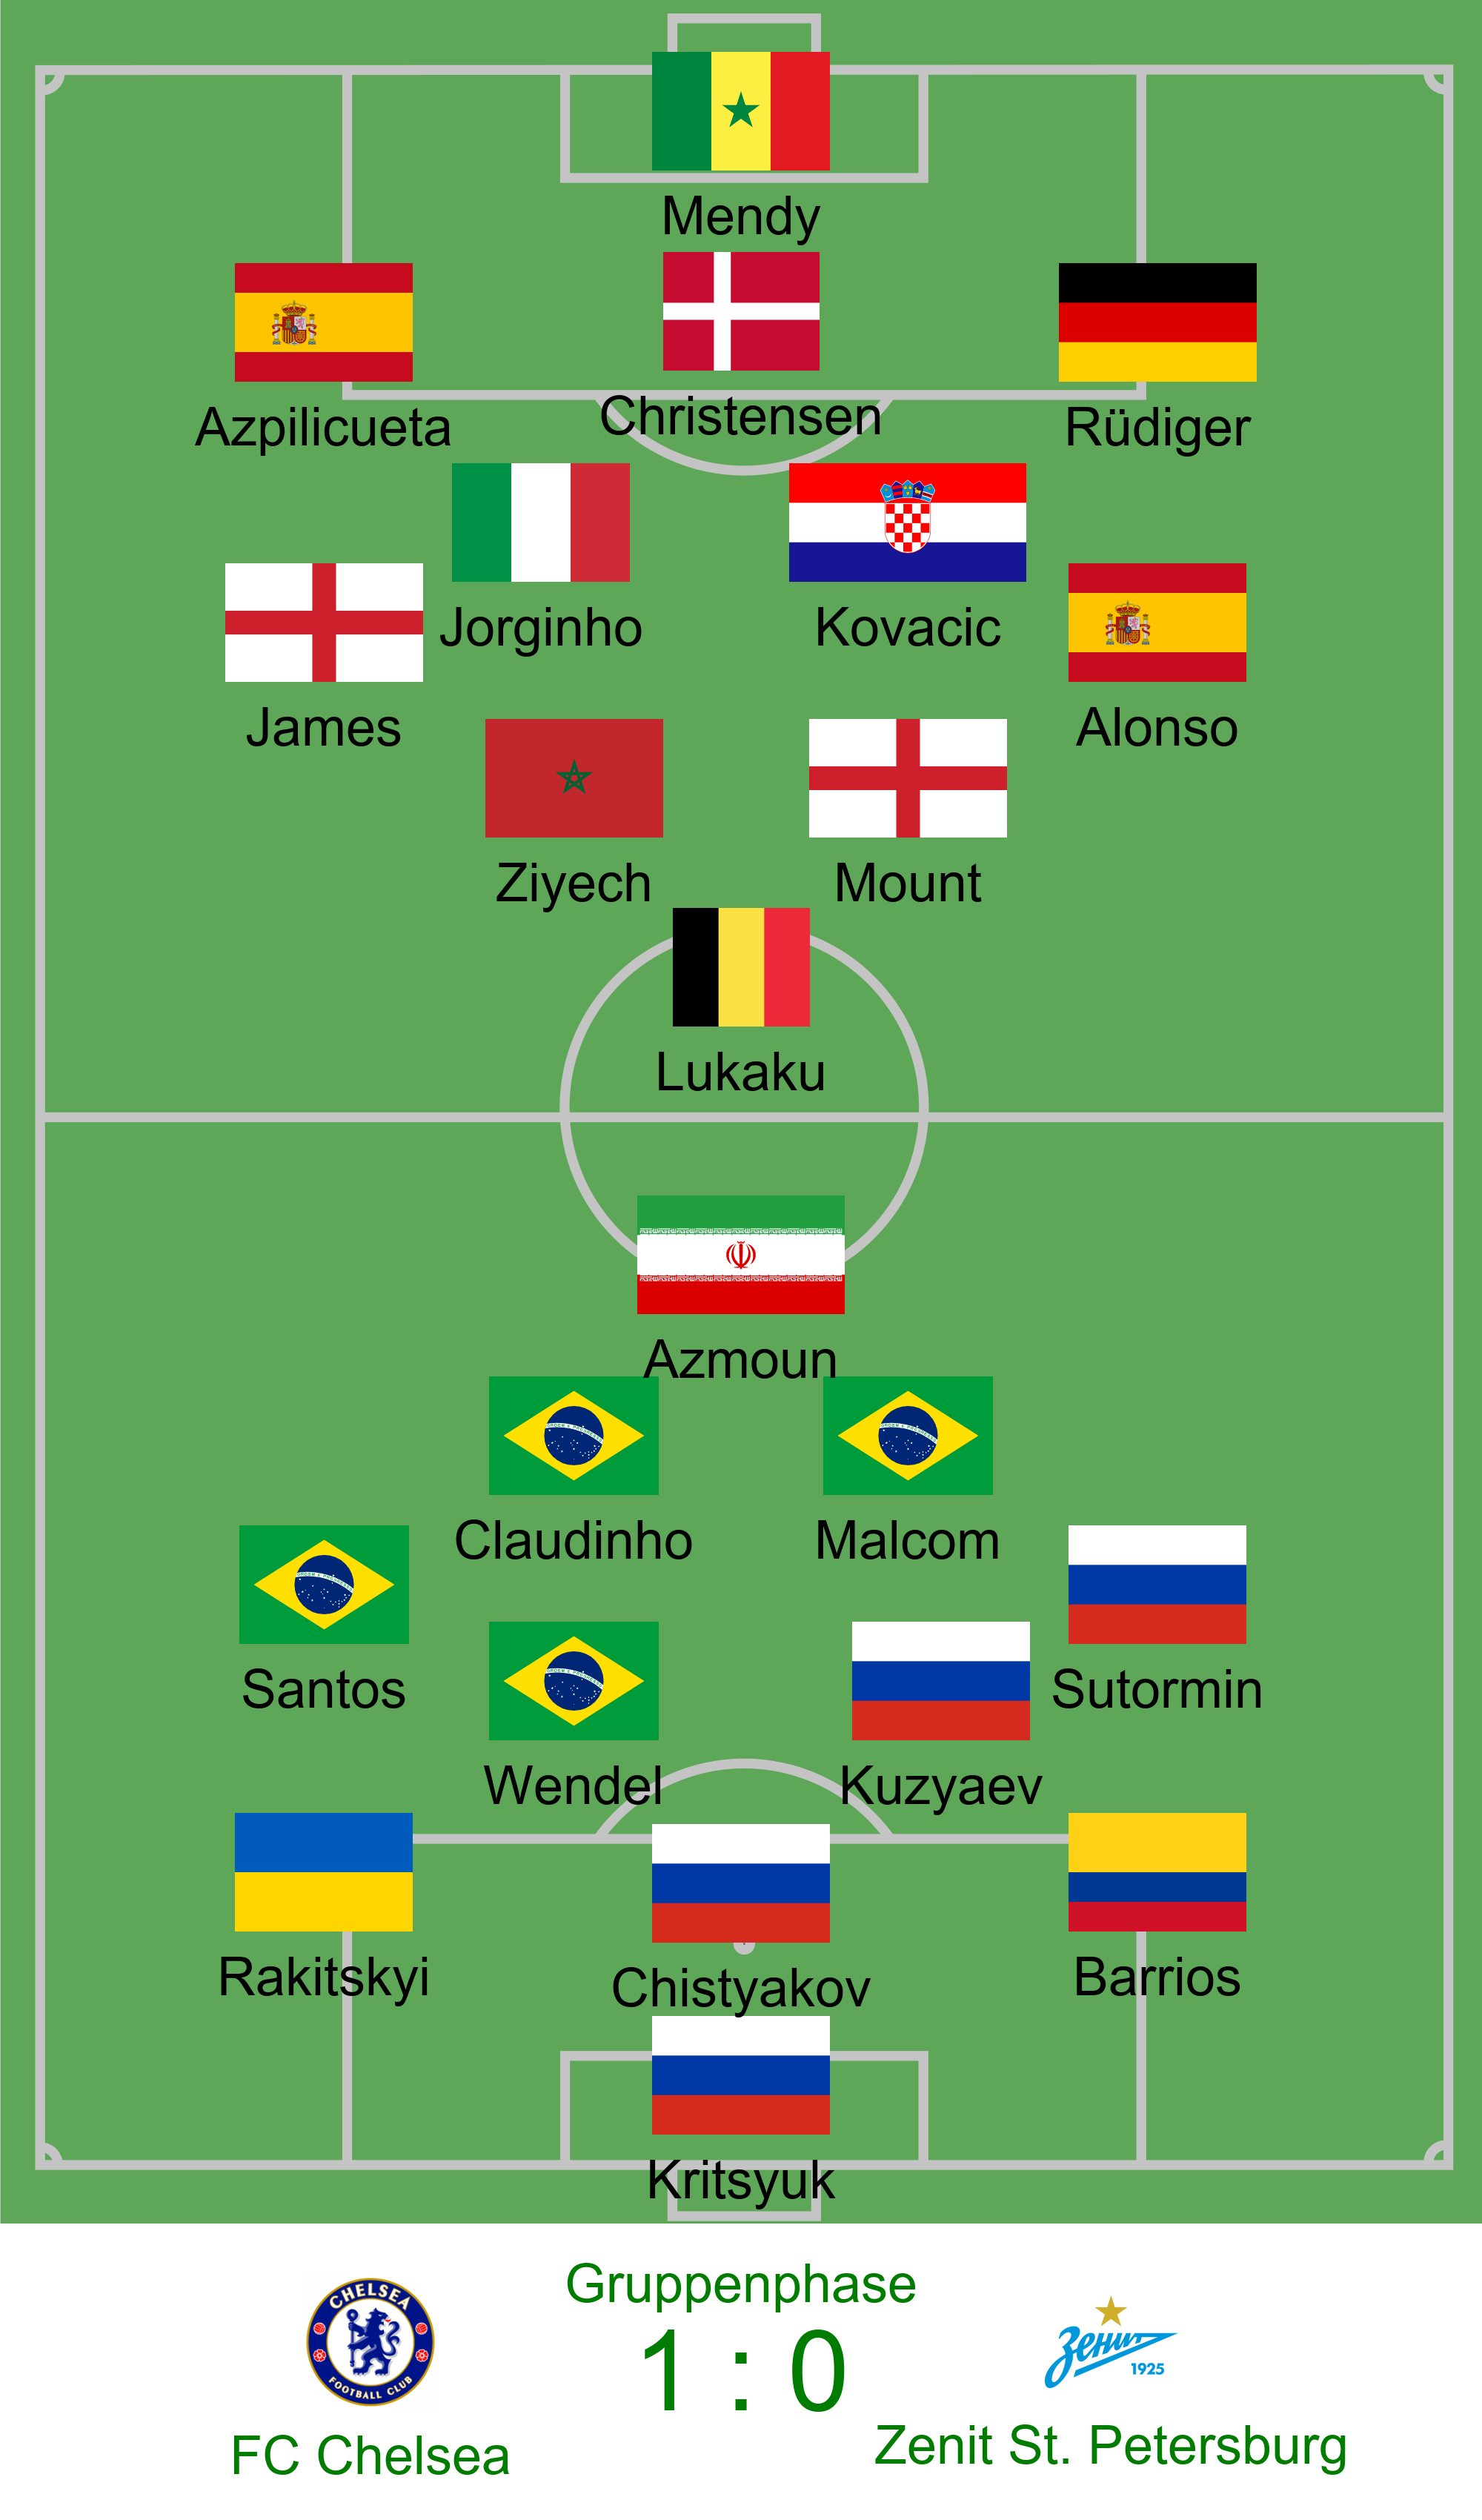 Mendy
Azpilicueta
Christensen
Rüdiger
Jorginho
Kovacic
James
Alonso
Ziyech
Mount
Lukaku
Azmoun
Claudinho
Malcom
Santos
Sutormin
Wendel
Kuzyaev
Rakitskyi
Chistyakov
Barrios
Kritsyuk
Gruppenphase
1 : 0
CHELSEA
FOOTBALL CLUB
Зенит
1925
FC Chelsea
Zenit St. Petersburg